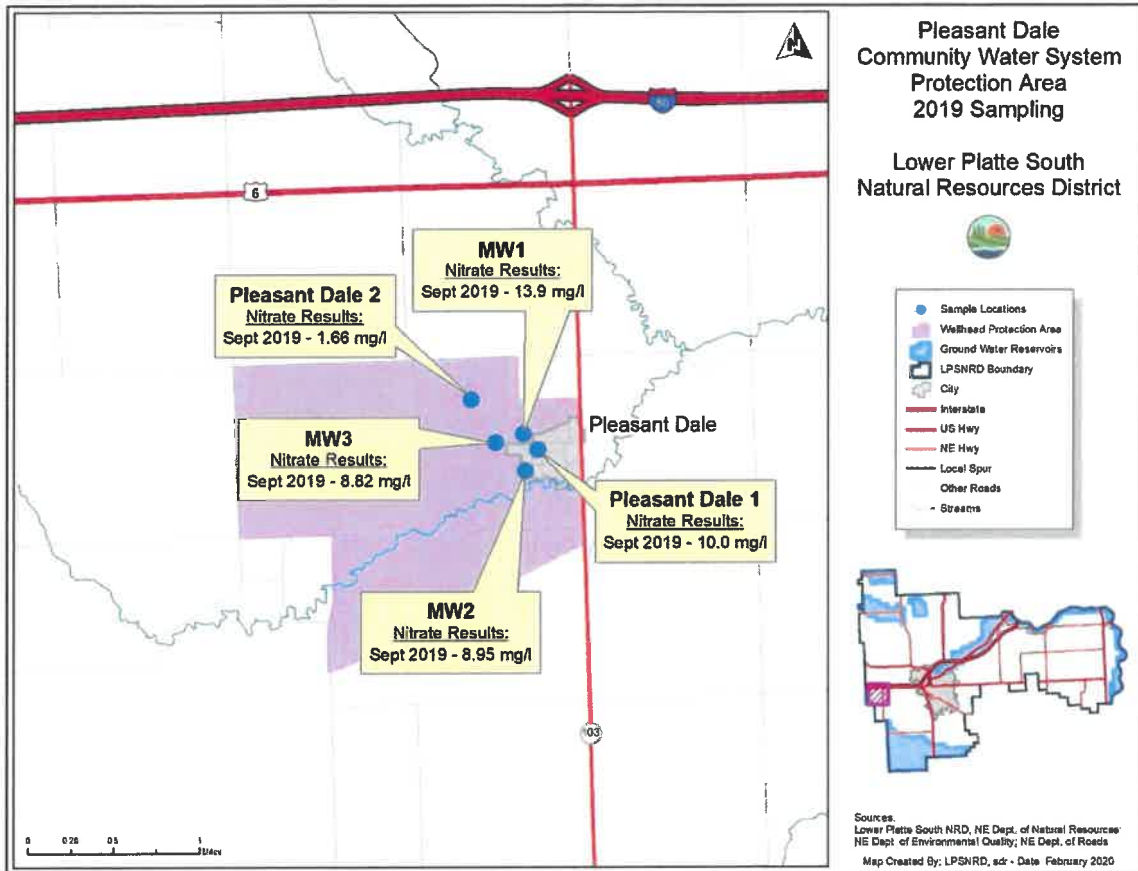 Pleasant Dale
Community Water System
Protection Area
2019 Sampling
Lower Platte South
Natural Resources District
N
80
6
MW1
Nitrate Results:
Sept 2019 - 13.9 mg/l
Pleasant Dale 2
Nitrate Results:
Sept 2019 - 1.66 mg/l
Pleasant Dale
MW3
Nitrate Results:
Sept 2019 - 8.82 mg/l
Pleasant Dale 1
Nitrate Results:
Sept 2019 - 10.0 mg/l
MW2
Nitrate Results:
Sept 2019 - 8.95 mg/l
103
0 0.25 0.5 1
Miles
Sample Locations
Wellhead Protection Area
Ground Water Reservoirs
LPSNRD Boundary
City
Interstate
US Hwy
NE Hwy
Local Spur
Other Roads
Streams
Sources.
Lower Platte South NRD, NE Dept. of Natural Resources
NE Dept of Environmental Quality; NE Dept. of Roads
Map Created By: LPSNRD, sdr - Date February 2020